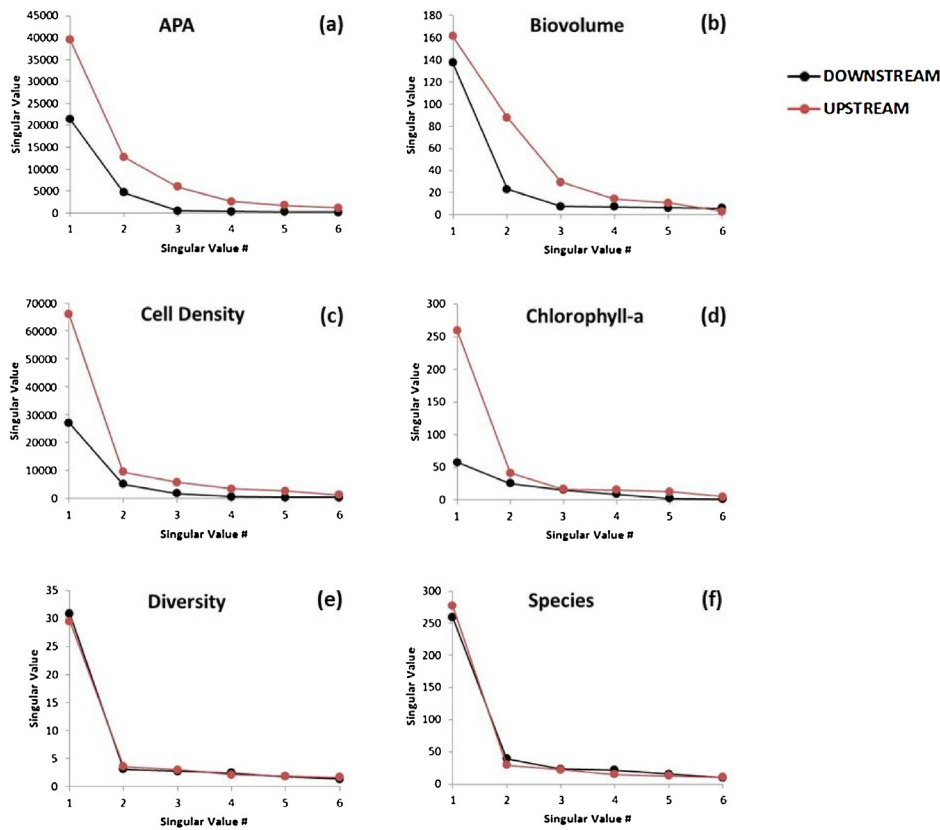 APA
(a)
Singular Value
45000
40000
35000
30000
25000
20000
15000
10000
5000
0
1 2 3 4 5 6
Singular Value #
Biovolume
(b)
Singular Value
180
160
140
120
100
80
60
40
20
0
1 2 3 4 5 6
Singular Value #
DOWNSTREAM
UPSTREAM
Cell Density
(c)
Singular Value
70000
60000
50000
40000
30000
20000
10000
0
1 2 3 4 5 6
Singular Value #
Chlorophyll-a
(d)
Singular Value
300
250
200
150
100
50
0
1 2 3 4 5 6
Singular Value #
Diversity
(e)
Singular Value
35
30
25
20
15
10
5
0
1 2 3 4 5 6
Singular Value #
Species
(f)
Singular Value
300
250
200
150
100
50
0
1 2 3 4 5 6
Singular Value #